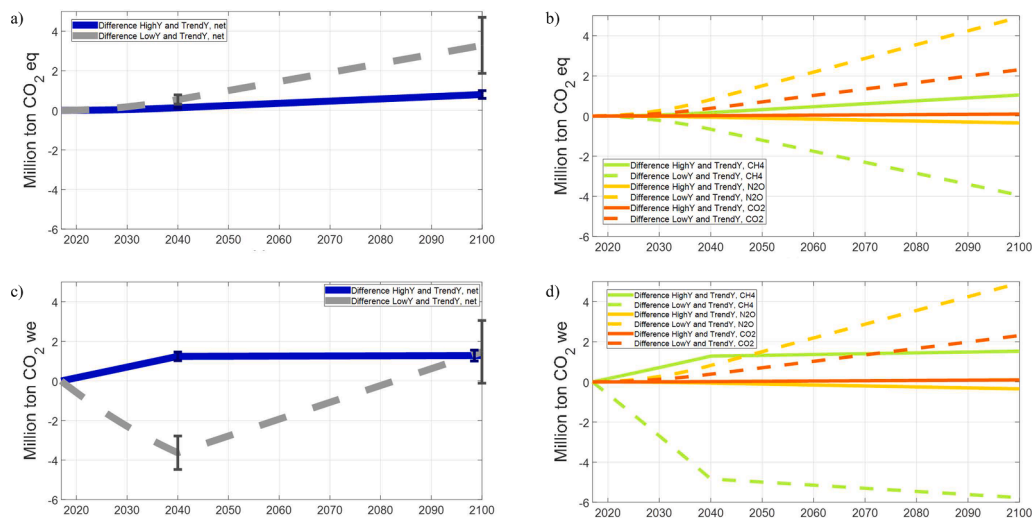 a)
Million ton CO2 eq
4
2
0
-2
-4
-6
Difference HighY and TrendY, net
Difference LowY and TrendY, net
2020 2030 2040 2050 2060 2070 2080 2090 2100
b)
Million ton CO2 eq
4
2
0
-2
-4
-6
Difference HighY and TrendY, CH4
Difference LowY and TrendY, CH4
Difference HighY and TrendY, N2O
Difference LowY and TrendY, N2O
Difference HighY and TrendY, CO2
Difference LowY and TrendY, CO2
2020 2030 2040 2050 2060 2070 2080 2090 2100
c)
Million ton CO2 we
4
2
0
-2
-4
-6
Difference HighY and TrendY, net
Difference LowY and TrendY, net
2020 2030 2040 2050 2060 2070 2080 2090 2100
d)
Million ton CO2 we
4
2
0
-2
-4
-6
Difference HighY and TrendY, CH4
Difference LowY and TrendY, CH4
Difference HighY and TrendY, N2O
Difference LowY and TrendY, N2O
Difference HighY and TrendY, CO2
Difference LowY and TrendY, CO2
2020 2030 2040 2050 2060 2070 2080 2090 2100